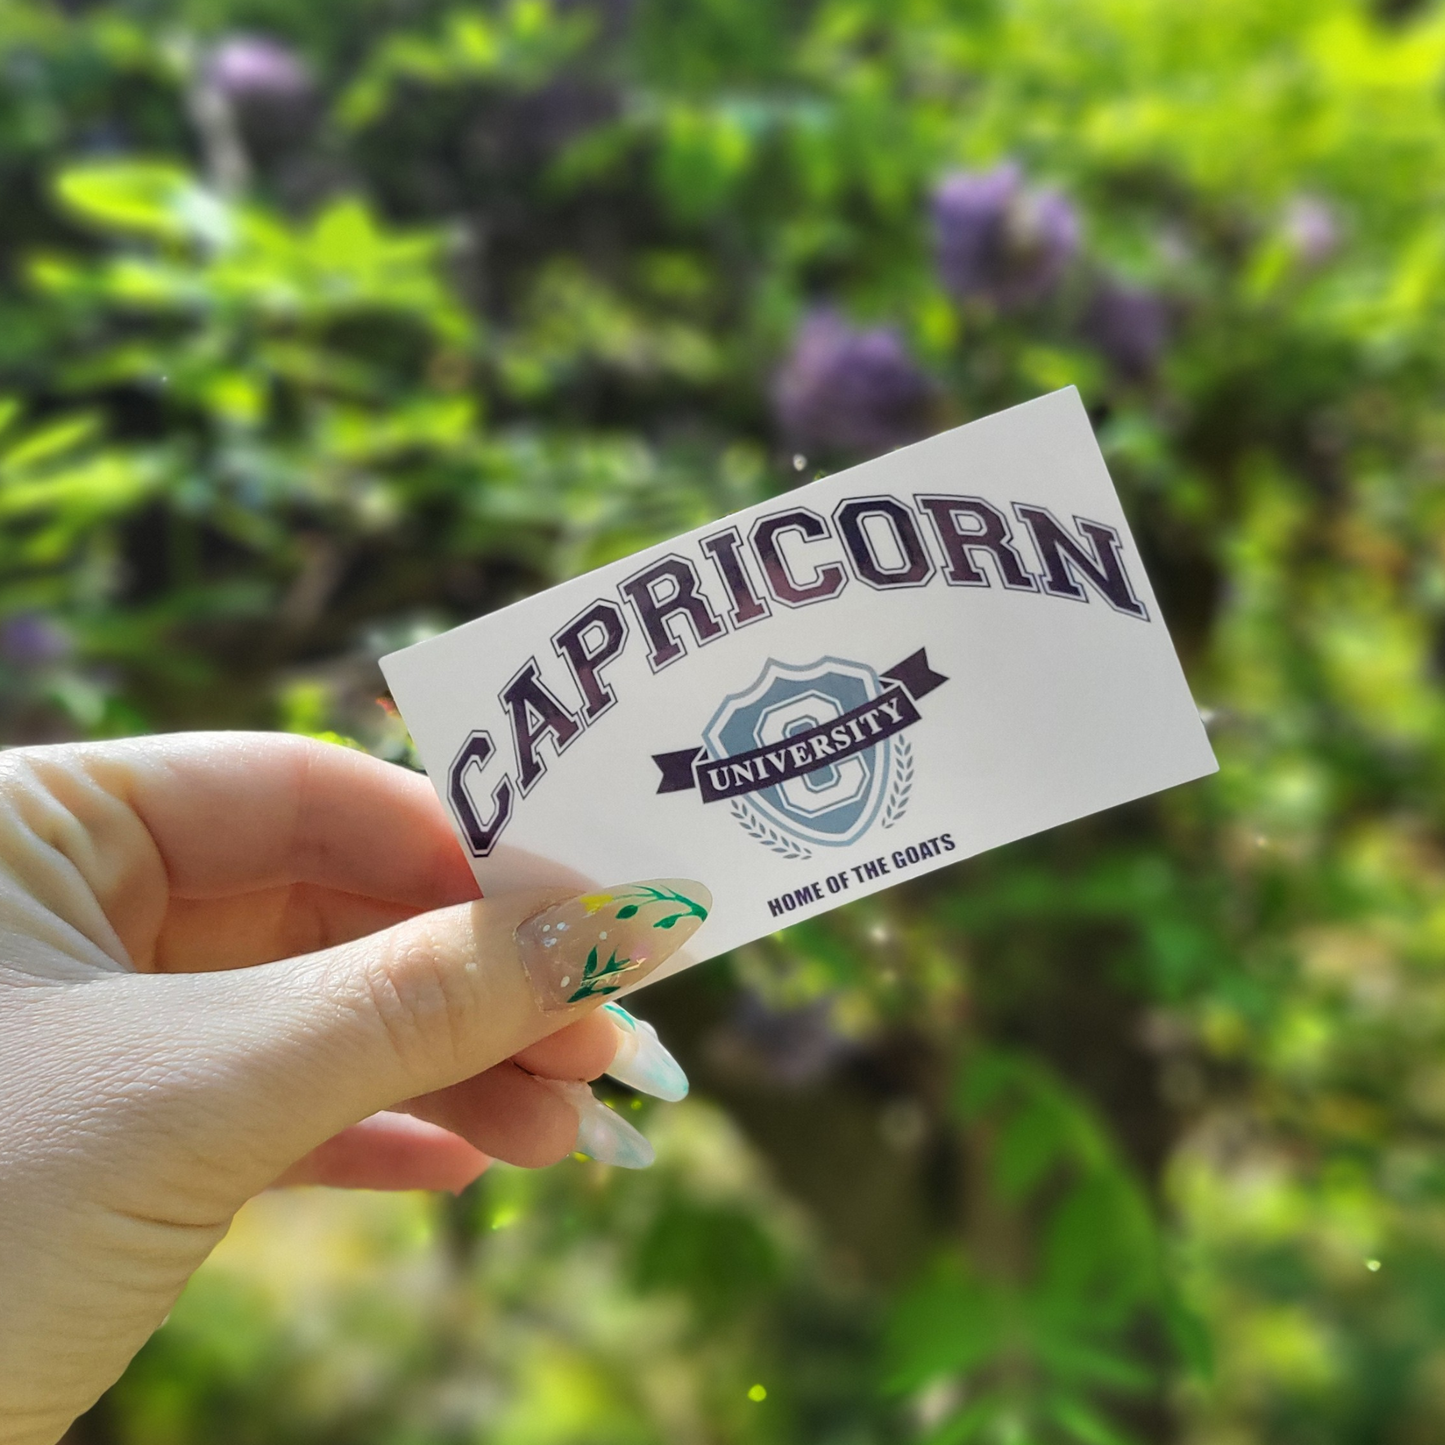 CAPRICORN
C
UNIVERSITY
HOME OF THE GOATS